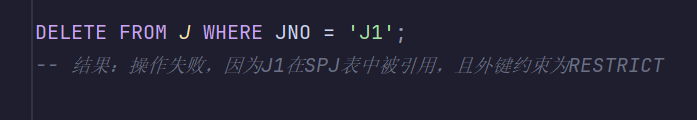 DELETE FROM J WHERE JNO = 'J1';
-- 结果：操作失败，因为J1在SPJ表中被引用，且外键约束为RESTRICT